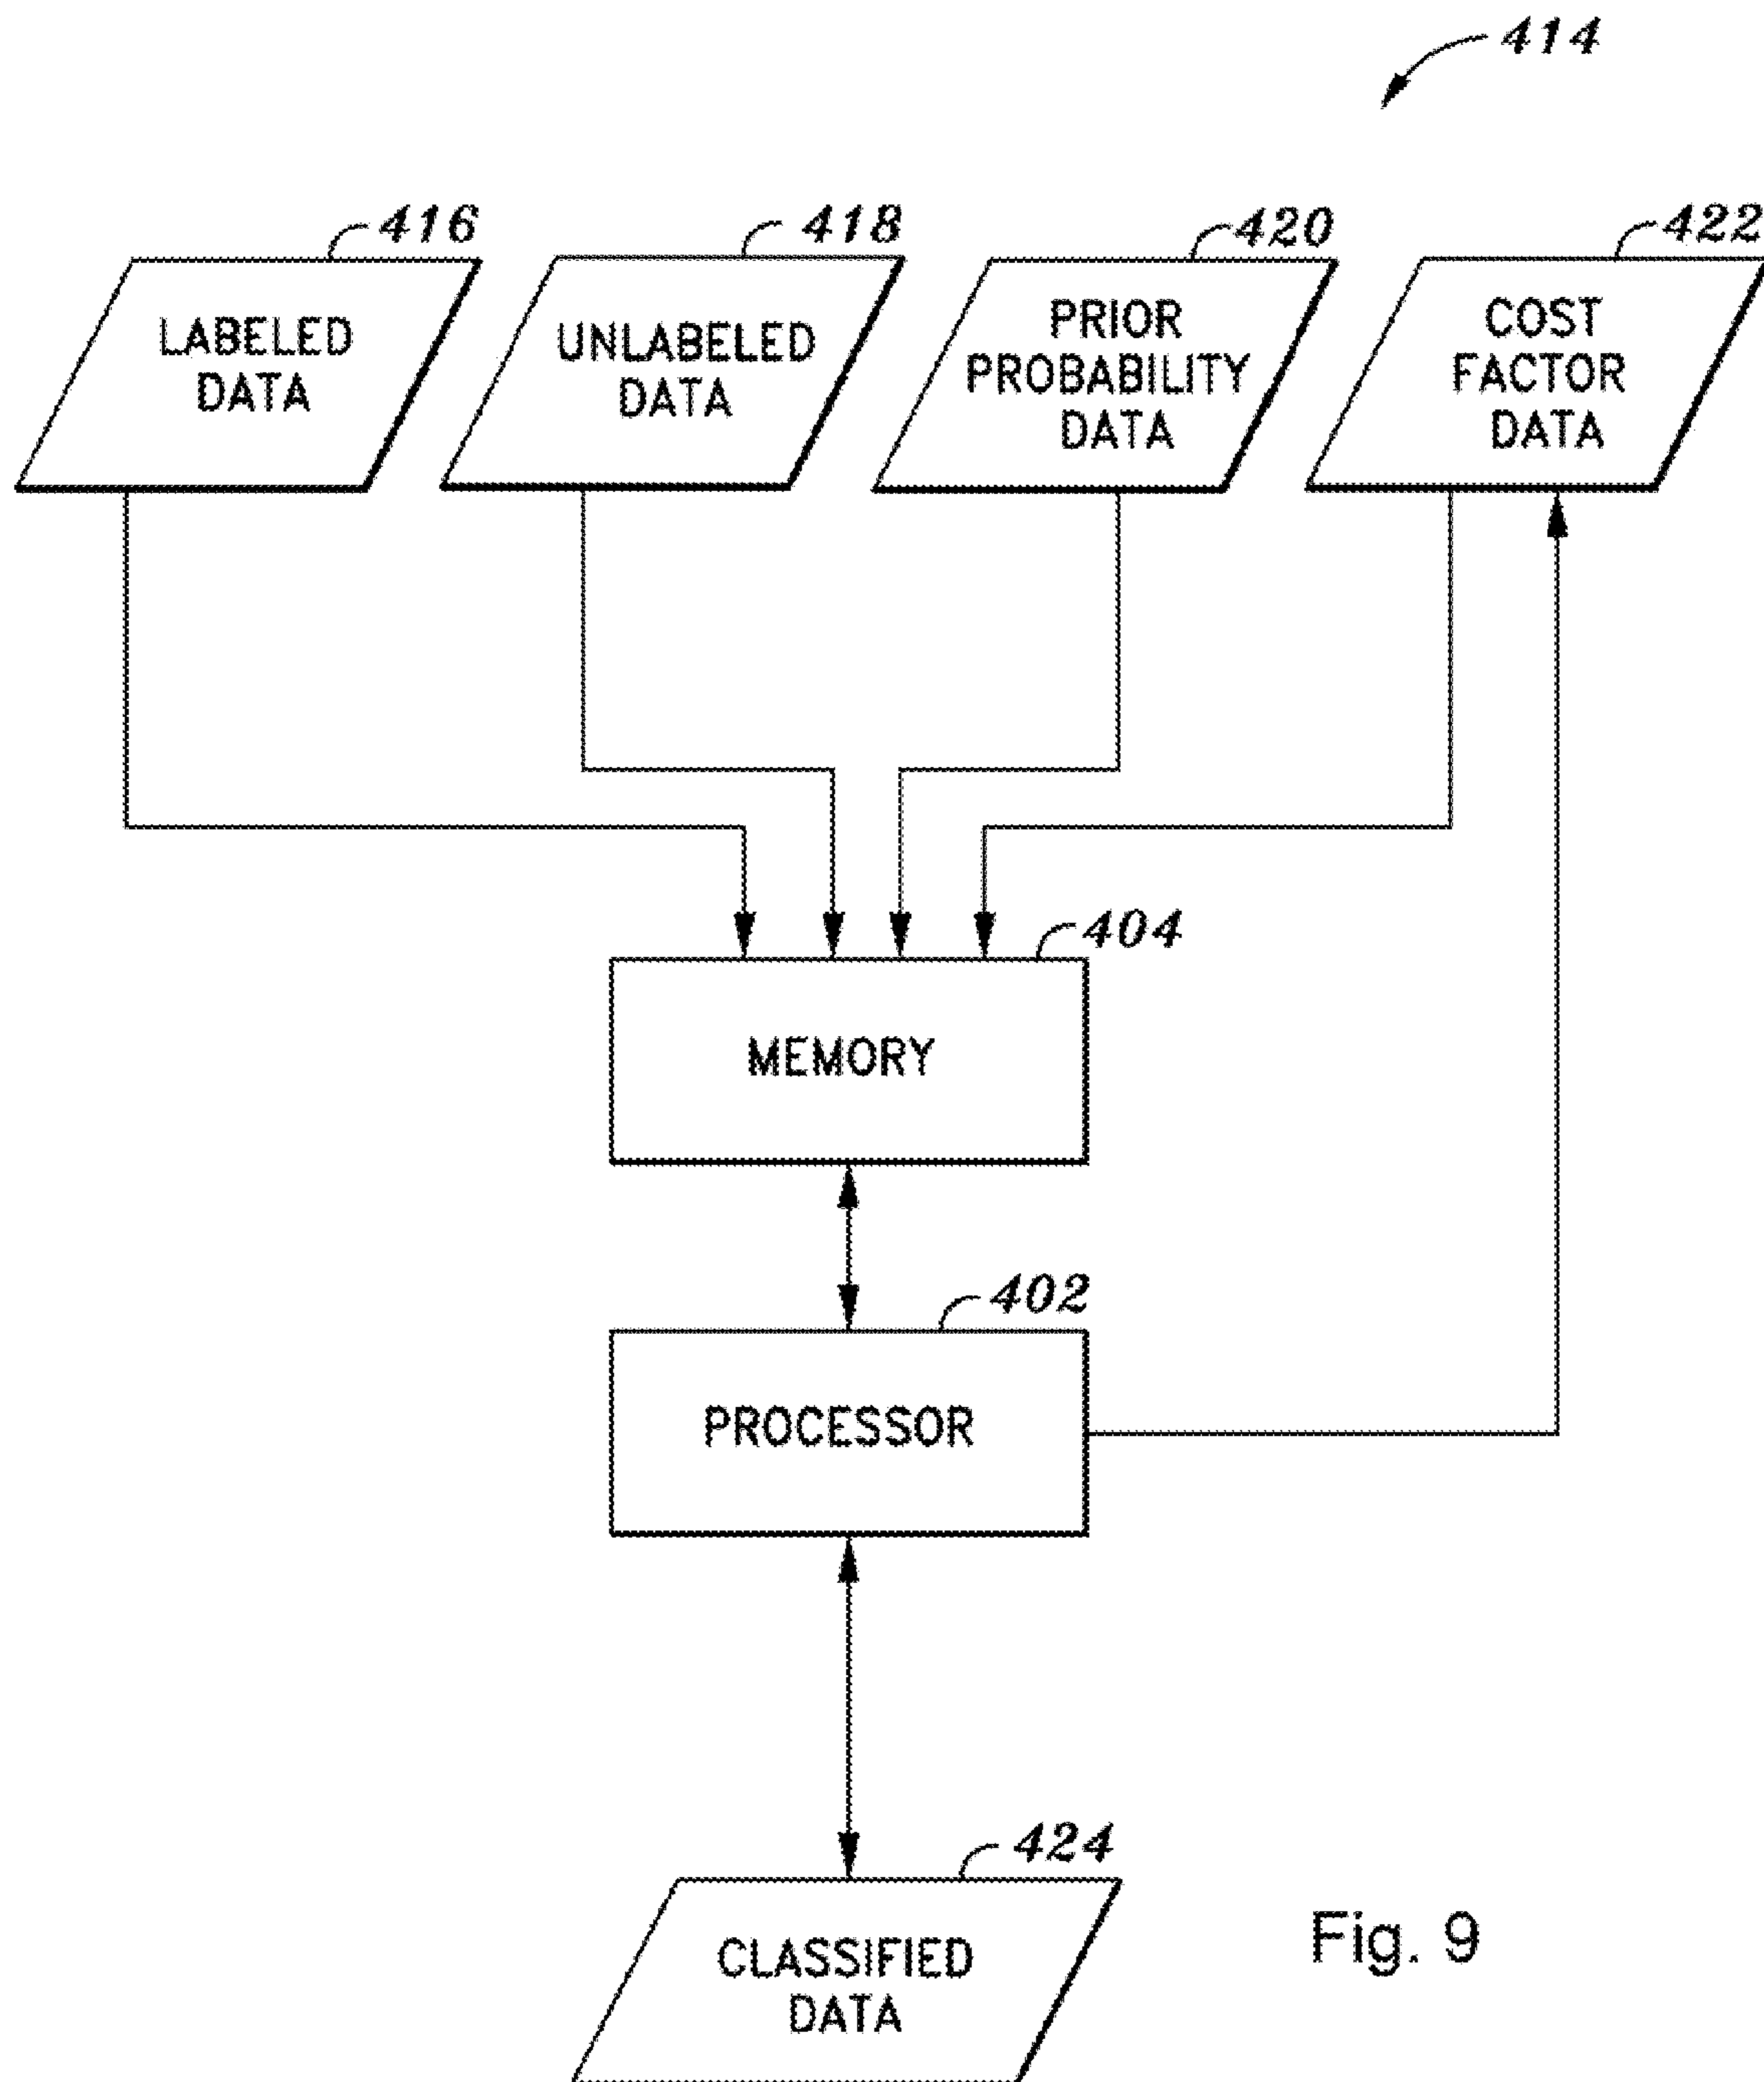 414
416
418
420
422
LABELED
DATA
UNLABELED
DATA
PRIOR
PROBABILITY
DATA
COST
FACTOR
DATA
404
MEMORY
402
PROCESSOR
424
CLASSIFIED
DATA
Fig. 9